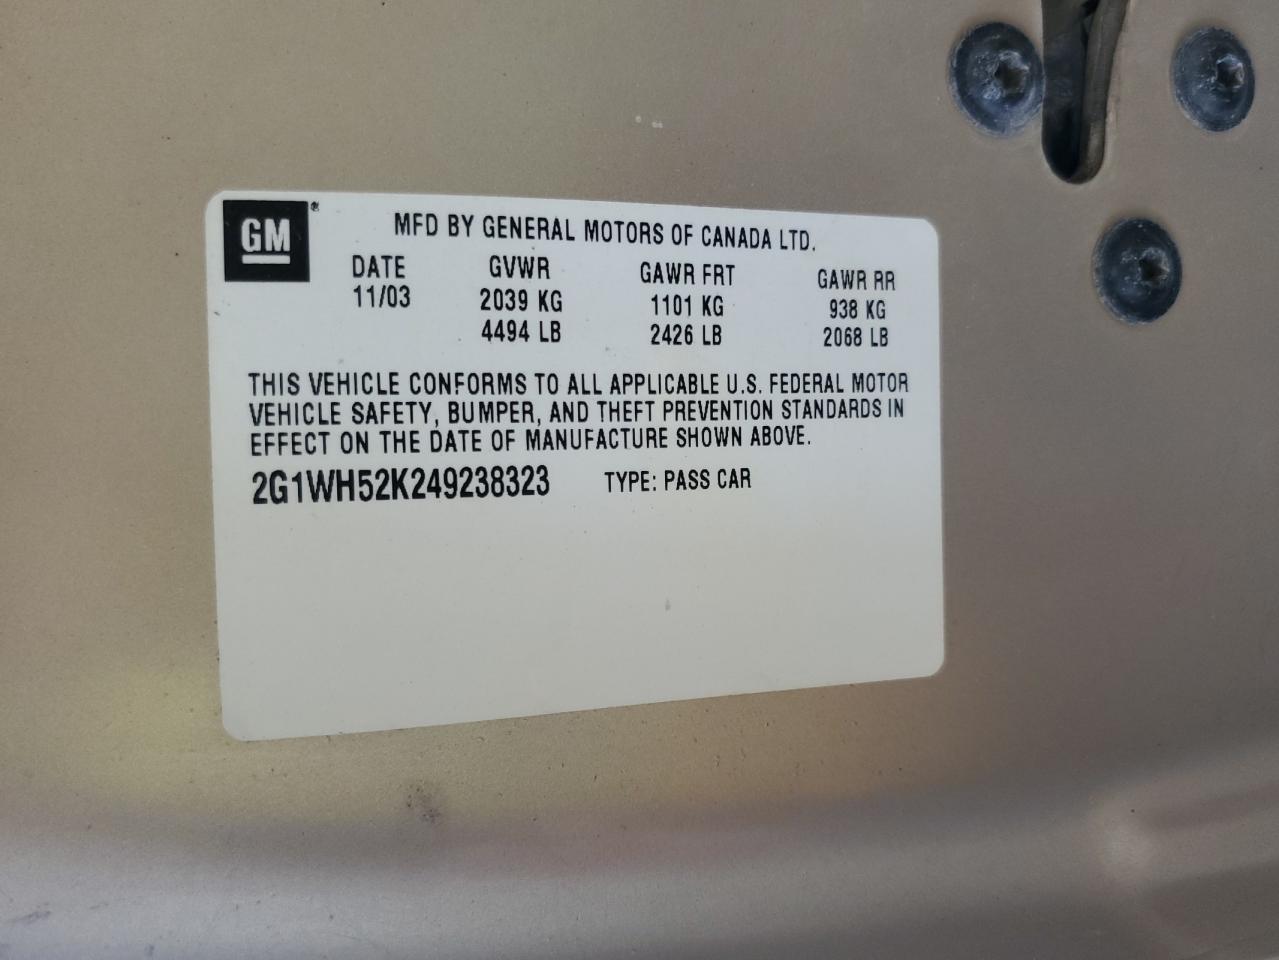 GM®
MFD BY GENERAL MOTORS OF CANADA LTD.
DATE GVWR GAWR FRT GAWR RR
11/03 2039 KG 1101 KG 938 KG
4494 LB 2426 LB 2068 LB
THIS VEHICLE CONFORMS TO ALL APPLICABLE U.S. FEDERAL MOTOR
VEHICLE SAFETY, BUMPER, AND THEFT PREVENTION STANDARDS IN
EFFECT ON THE DATE OF MANUFACTURE SHOWN ABOVE.
2G1WH52K249238323 TYPE: PASS CAR